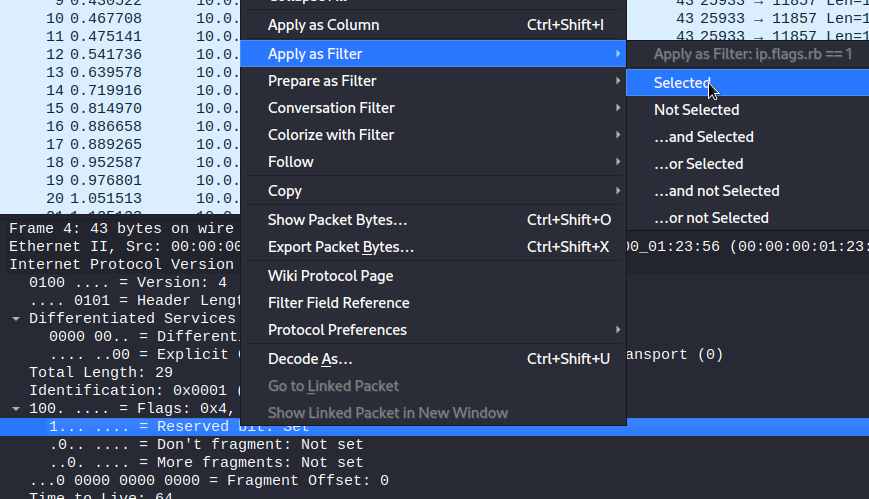 9 0.430522 10.0.
10 0.467708 10.0.
11 0.475141 10.0.
12 0.541736 10.0.
13 0.639578 10.0.
14 0.719916 10.0.
15 0.814970 10.0.
16 0.886658 10.0.
17 0.889265 10.0.
18 0.952587 10.0.
19 0.976801 10.0.
20 1.051513 10.0.
43 25933 → 11857 Len=1
43 25933 → 11857 Len=1
43 25933 → 11857 Len=1
Apply as Column Ctrl+Shift+I
Apply as Filter
Prepare as Filter
Conversation Filter
Colorize with Filter
Follow
Copy
Show Packet Bytes… Ctrl+Shift+O
Export Packet Bytes… Ctrl+Shift+X
Wiki Protocol Page
Filter Field Reference
Protocol Preferences
Decode As… Ctrl+Shift+U
Go to Linked Packet
Show Linked Packet in New Window
Apply as Filter: ip.flags.rb == 1
Selected
Not Selected
…and Selected
…or Selected
…and not Selected
…or not Selected
Frame 4: 43 bytes on wire
Ethernet II, Src: 00:00:00 00_01:23:56 (00:00:00:01:23:
Internet Protocol Version
0100 .... = Version: 4
.... 0101 = Header Lengt
Differentiated Services
0000 00.. = Different
.... ..00 = Explicit ansport (0)
Total Length: 29
Identification: 0x0001 (
100. .... = Flags: 0x4,
1... .... = Reserved bit: Set
.0.. .... = Don't fragment: Not set
..0. .... = More fragments: Not set
...0 0000 0000 0000 = Fragment Offset: 0
Time to Live: 64